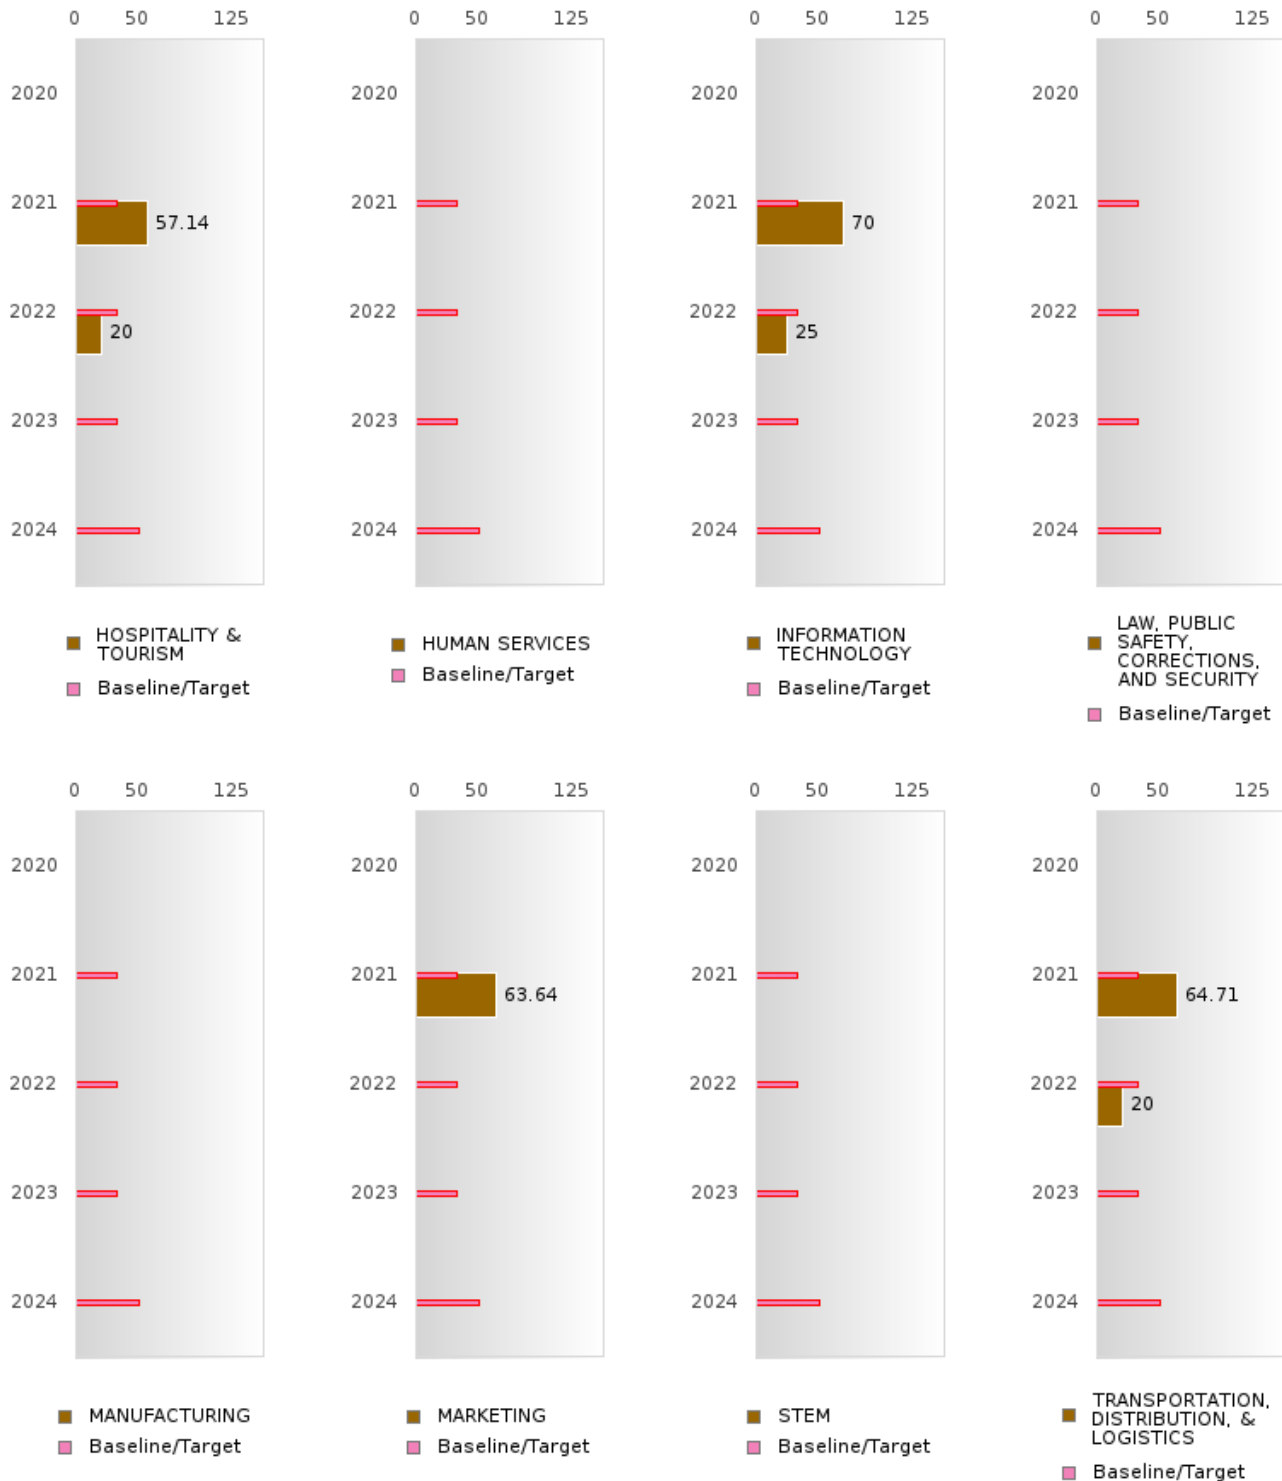 0 50 125
2020
2021
57.14
2022
20
2023
2024
HOSPITALITY &
TOURISM
Baseline/Target
0 50 125
2020
2021
2022
2023
2024
HUMAN SERVICES
Baseline/Target
0 50 125
2020
2021
70
2022
25
2023
2024
INFORMATION
TECHNOLOGY
Baseline/Target
0 50 125
2020
2021
2022
2023
2024
LAW, PUBLIC
SAFETY,
CORRECTIONS,
AND SECURITY
Baseline/Target
0 50 125
2020
2021
2022
2023
2024
MANUFACTURING
Baseline/Target
0 50 125
2020
2021
63.64
2022
2023
2024
MARKETING
Baseline/Target
0 50 125
2020
2021
2022
2023
2024
STEM
Baseline/Target
0 50 125
2020
2021
64.71
2022
20
2023
2024
TRANSPORTATION,
DISTRIBUTION, &
LOGISTICS
Baseline/Target